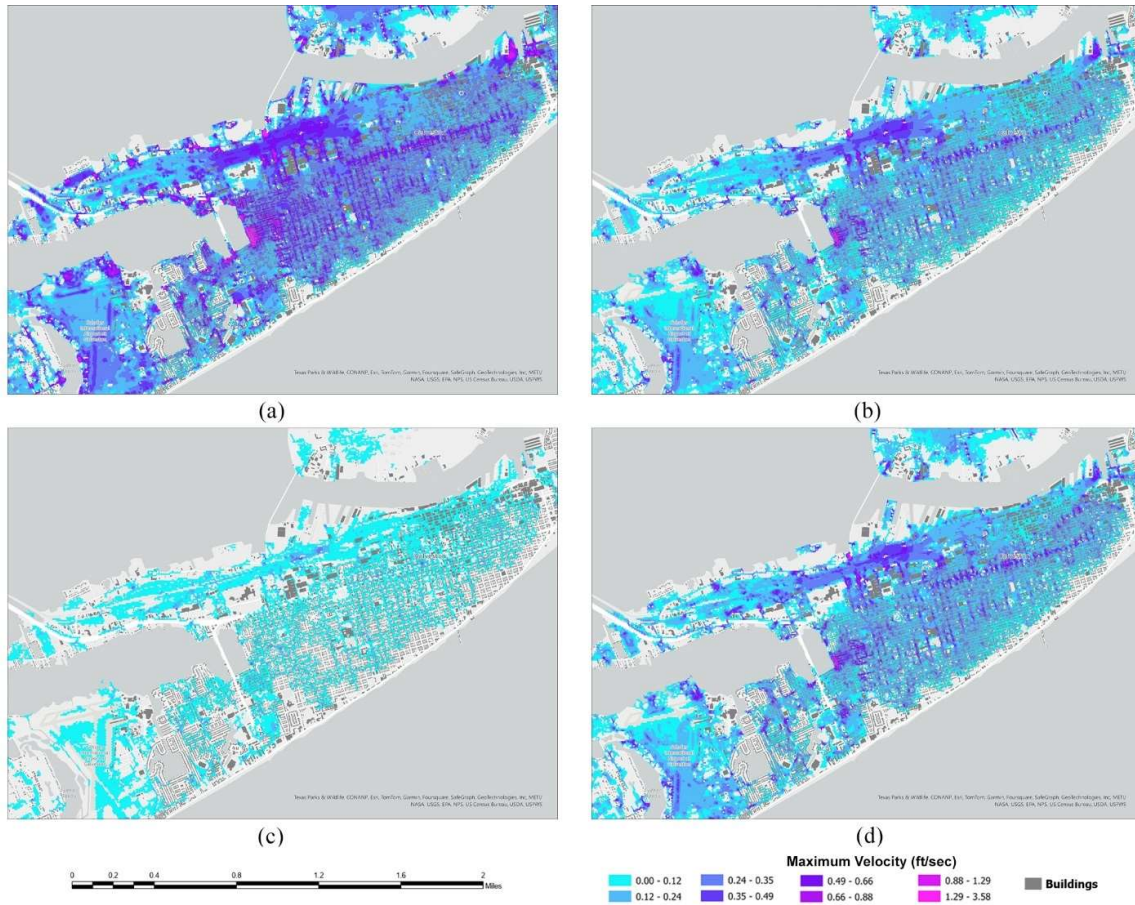 Texas Parks & Wildlife, CONANP, Esri, TomTom, Garmin, Foursquare, SafeGraph, GeoTechnologies, Inc, METI/
NASA, USGS, EPA, NPS, US Census Bureau, USDA, USFWS
Texas Parks & Wildlife, CONANP, Esri, TomTom, Garmin, Foursquare, SafeGraph, GeoTechnologies, Inc, METI/
NASA, USGS, EPA, NPS, US Census Bureau, USDA, USFWS
(a)
(b)
Texas Parks & Wildlife, CONANP, Esri, TomTom, Garmin, Foursquare, SafeGraph, GeoTechnologies, Inc, METI/
NASA, USGS, EPA, NPS, US Census Bureau, USDA, USFWS
Texas Parks & Wildlife, CONANP, Esri, TomTom, Garmin, Foursquare, SafeGraph, GeoTechnologies, Inc, METI/
NASA, USGS, EPA, NPS, US Census Bureau, USDA, USFWS
(c)
(d)
0 0.2 0.4 0.8 1.2 1.6 2
Miles
Maximum Velocity (ft/sec)
0.00 - 0.12 0.24 - 0.35 0.49 - 0.66 0.88 - 1.29 Buildings
0.12 - 0.24 0.35 - 0.49 0.66 - 0.88 1.29 - 3.58